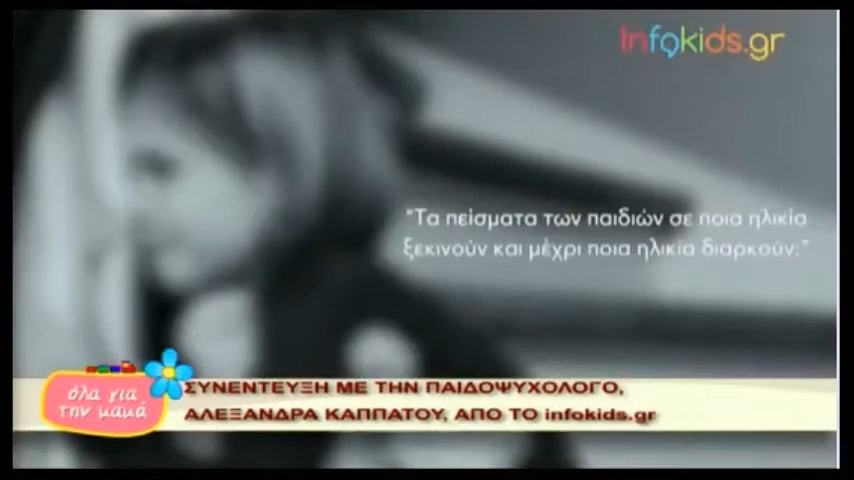 Infokids.gr
"Τα πείσματα των παιδιών σε ποια ηλικία
ξεκινούν και μέχρι ποια ηλικία διαρκούν;"
όλα για
την μαμά
ΣΥΝΕΝΤΕΥΞΗ ΜΕ ΤΗΝ ΠΑΙΔΟΨΥΧΟΛΟΓΟ,
ΑΛΕΞΑΝΔΡΑ ΚΑΠΠΑΤΟΥ, ΑΠΟ ΤΟ infokids.gr